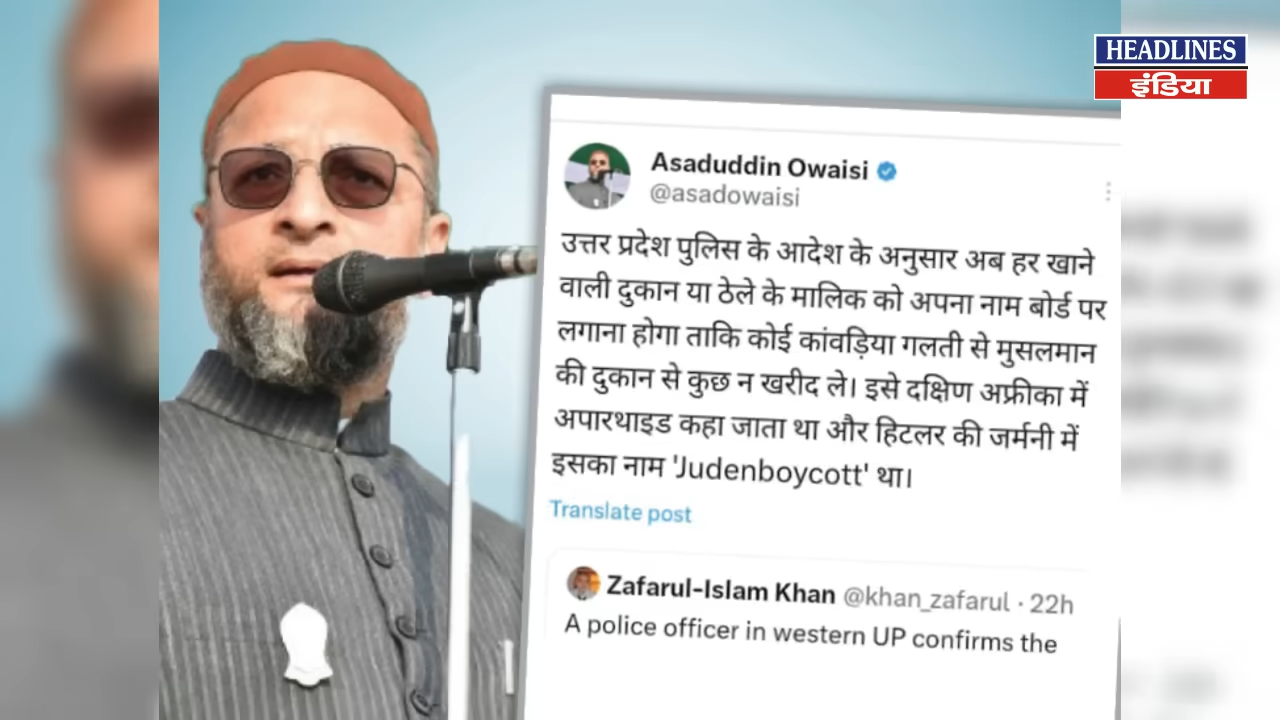 HEADLINES
इंडिया
Asaduddin Owaisi
@asadowaisi
उत्तर प्रदेश पुलिस के आदेश के अनुसार अब हर खाने
वाली दुकान या ठेले के मालिक को अपना नाम बोर्ड पर
लगाना होगा ताकि कोई कांवड़िया गलती से मुसलमान
की दुकान से कुछ न खरीद ले। इसे दक्षिण अफ्रीका में
अपारथाइड कहा जाता था और हिटलर की जर्मनी में
इसका नाम 'Judenboycott' था।
Translate post
Zafarul-Islam Khan @khan_zafarul · 22h
A police officer in western UP confirms the